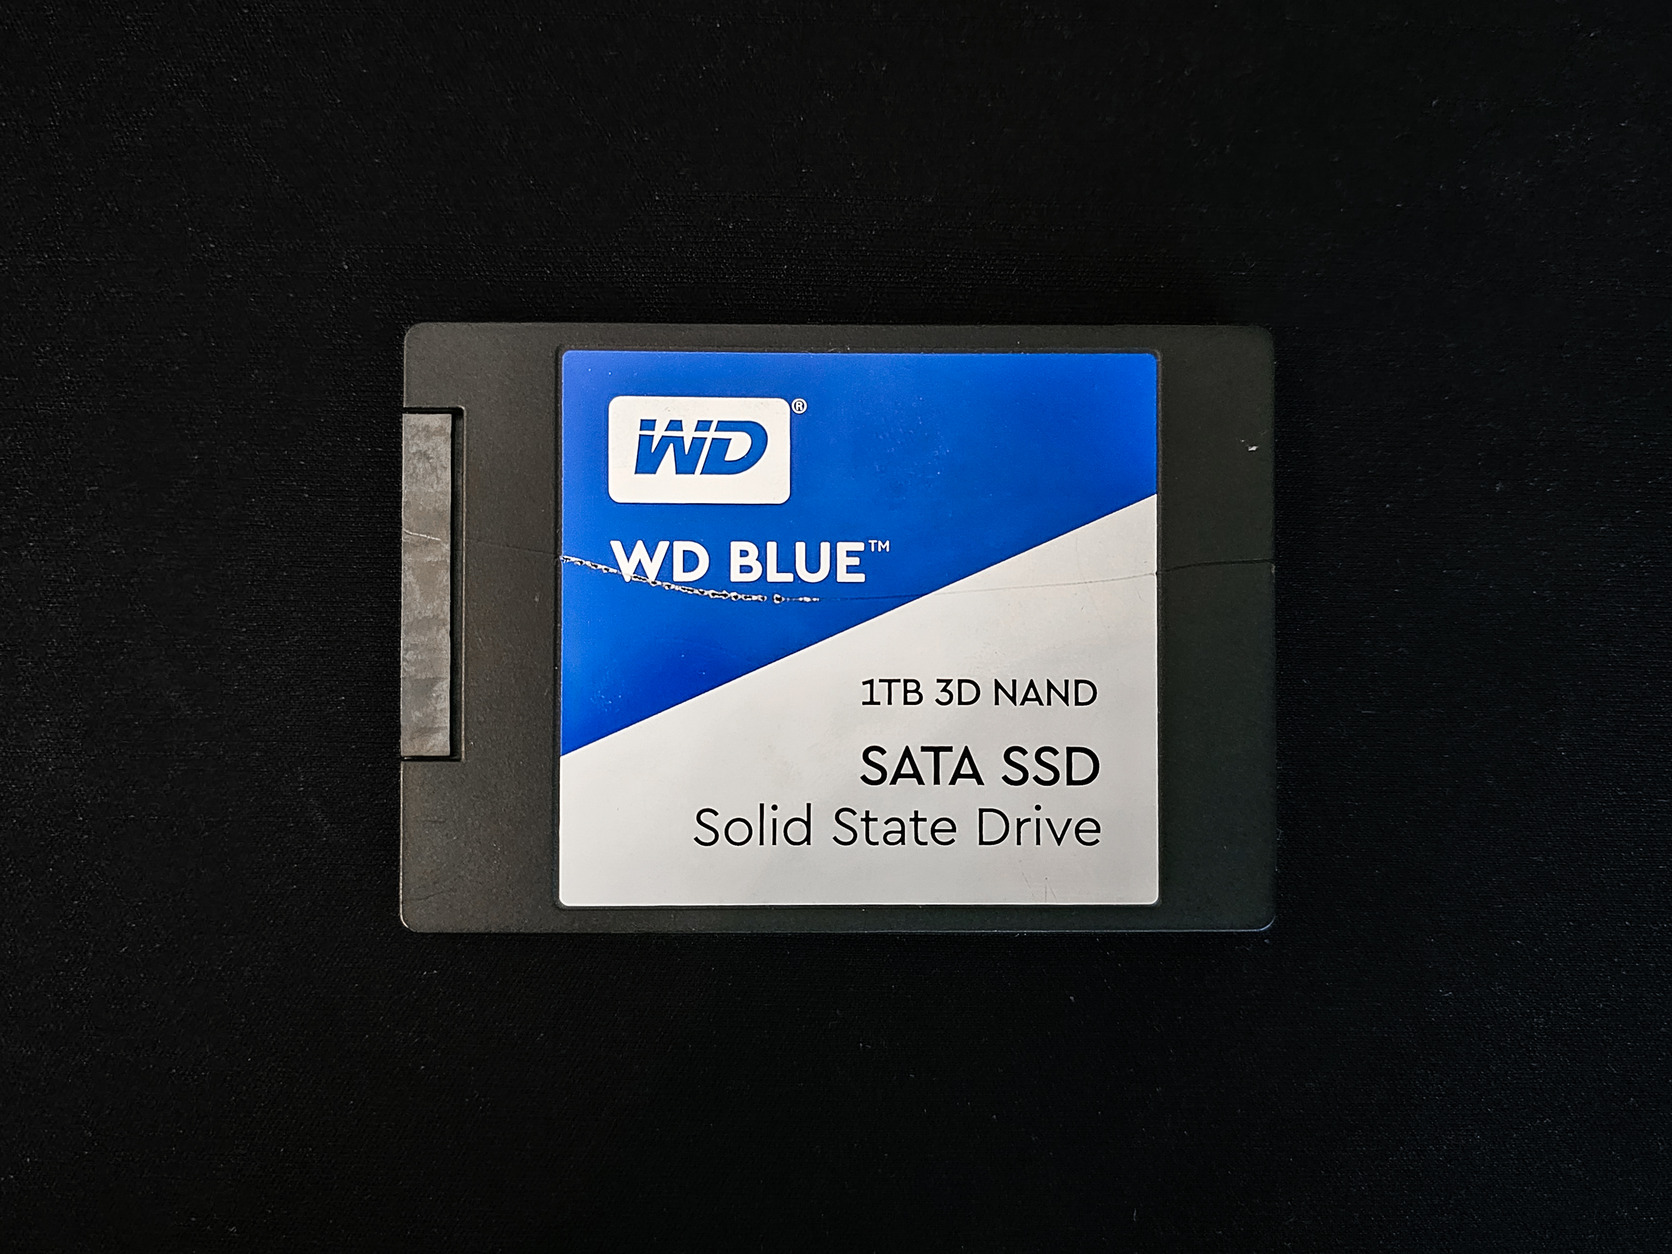 WD®
WD BLUE™
1TB 3D NAND
SATA SSD
Solid State Drive